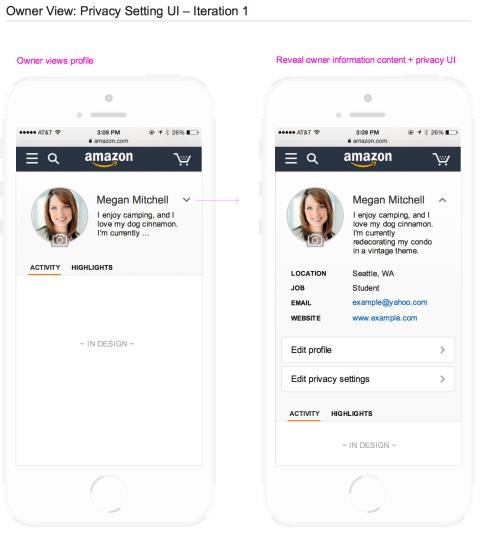 Owner View: Privacy Setting UI – Iteration 1
Owner views profile
AT&T
3:09 PM
26%
amazon.com
amazon
Megan Mitchell
I enjoy camping, and I
love my dog cinnamon.
I'm currently ...
ACTIVITY HIGHLIGHTS
~ IN DESIGN ~
Reveal owner information content + privacy UI
AT&T
3:09 PM
26%
amazon.com
amazon
Megan Mitchell
I enjoy camping, and I
love my dog cinnamon.
I'm currently
redecorating my condo
in a vintage theme.
LOCATION Seattle, WA
JOB Student
EMAIL example@yahoo.com
WEBSITE www.example.com
Edit profile
Edit privacy settings
ACTIVITY HIGHLIGHTS
~ IN DESIGN ~